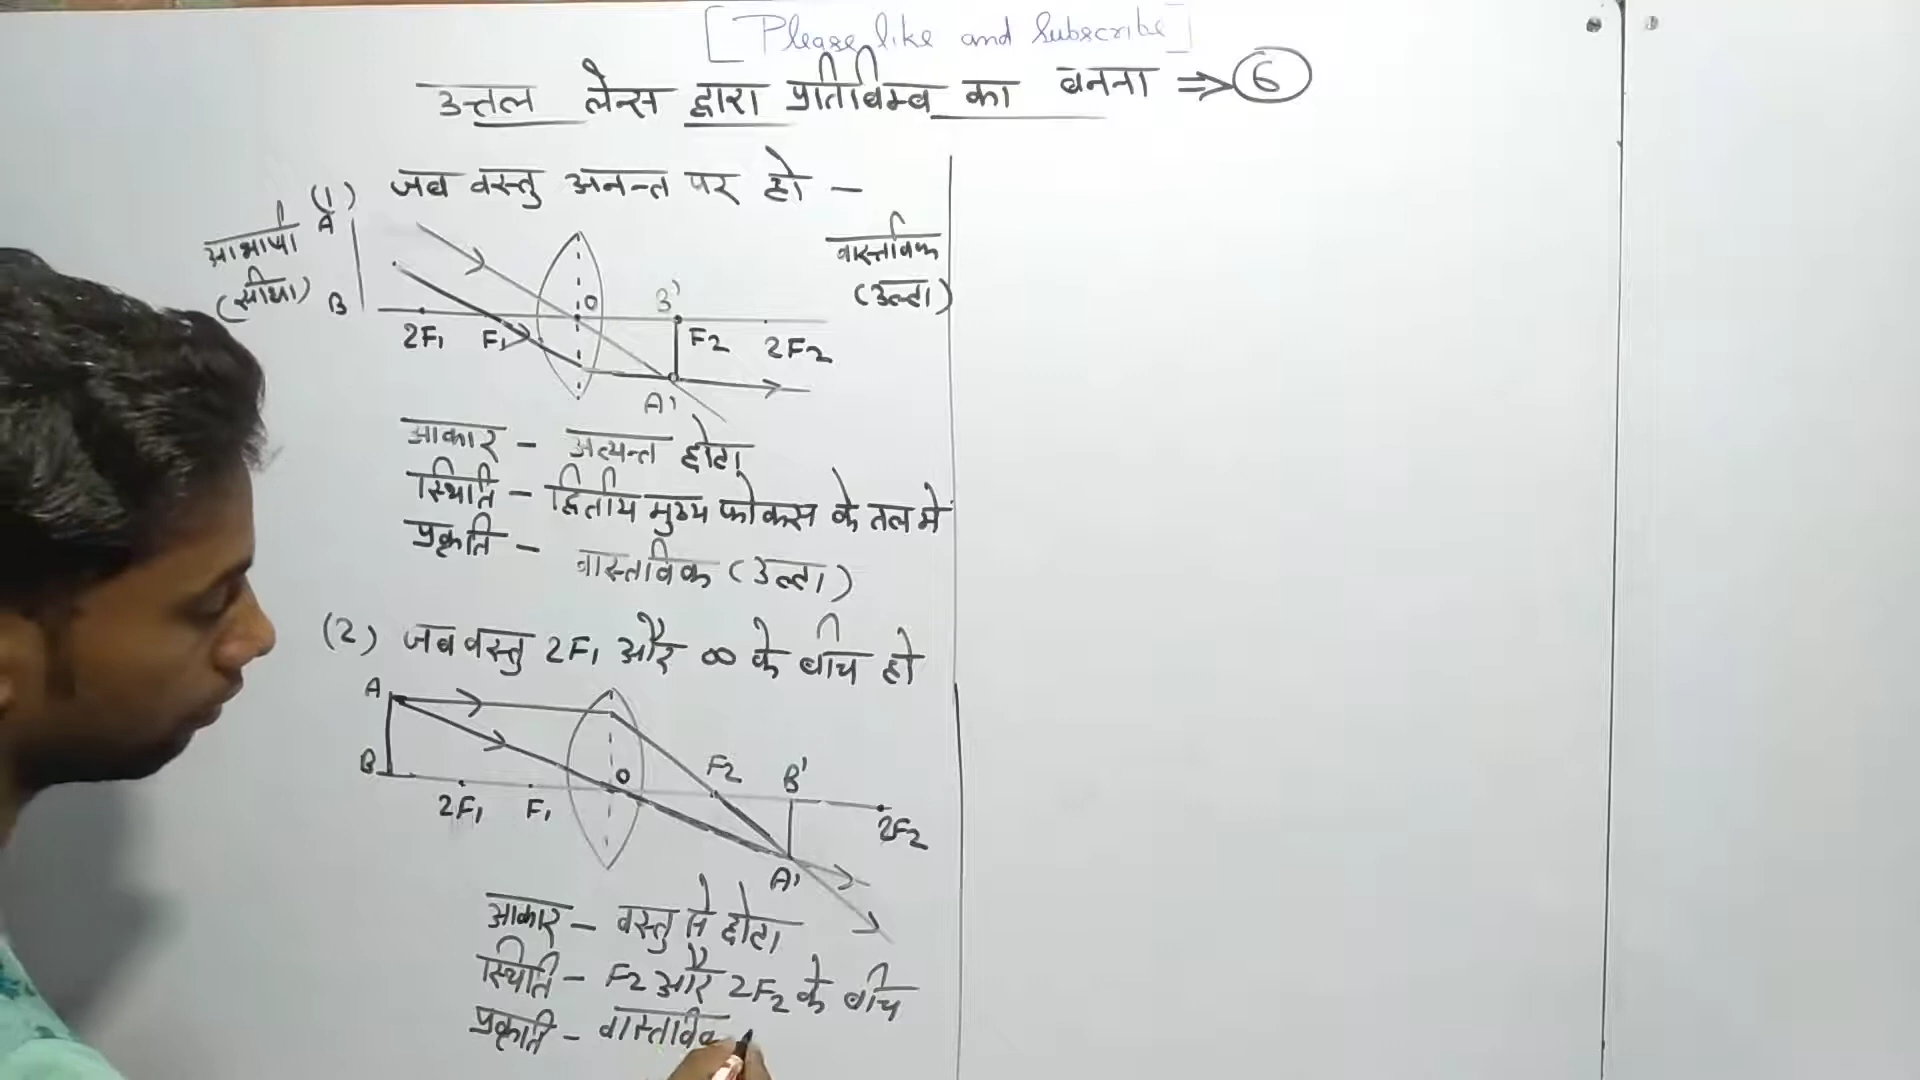 [Please like and Subscribe]
उत्तल लेन्स द्वारा प्रतिबिम्ब का बनना ⇒ 6
(1) जब वस्तु अनन्त पर हो –
आभाषी (सीधा)
A
B
2F₁ F₁ O B' F2 2F2
A'
वास्तविक (उल्टा)
आकार – अत्यन्त छोटा
स्थिति – द्वितीय मुख्य फोकस के तल मे
प्रकृति – वास्तविक (उल्टा)
(2) जब वस्तु 2F₁ और ∞ के बीच हो
A
B
2F₁ F₁ O F2 B' 2F2
A'
आकार – वस्तु से छोटा
स्थिति – F2 और 2F2 के बीच
प्रकृति – वास्तविक